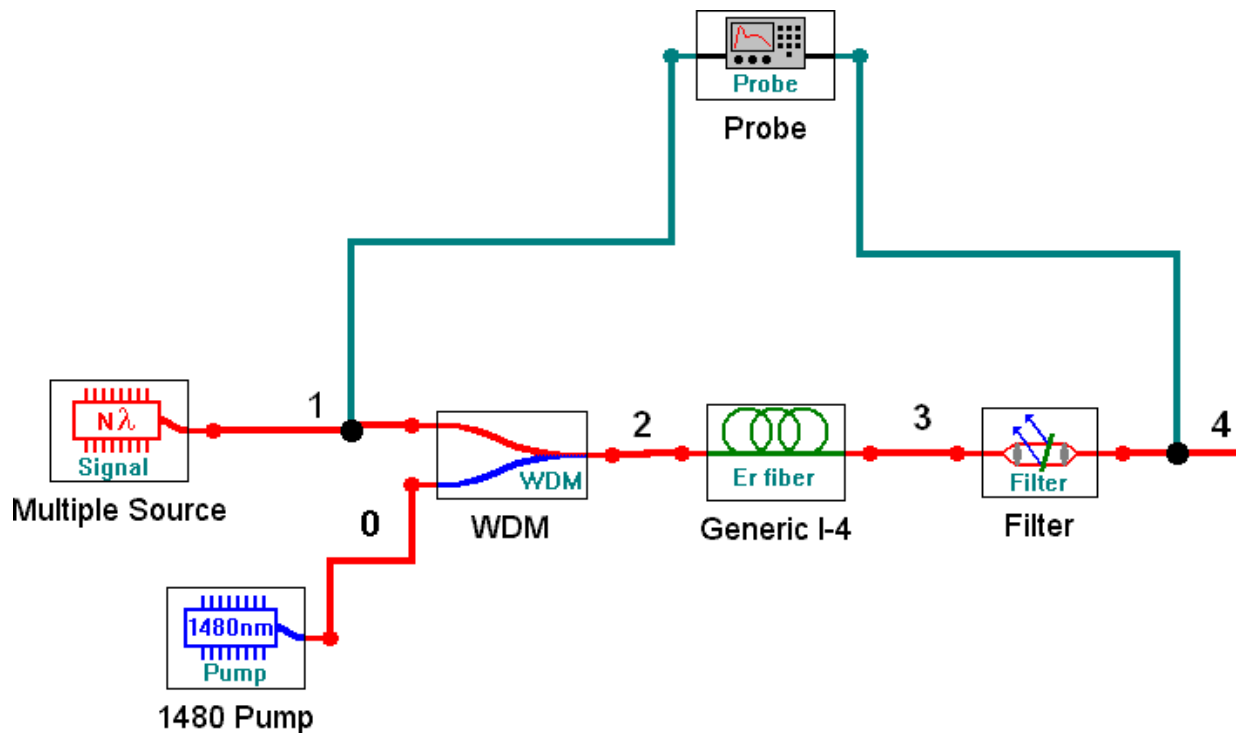 Probe
Probe
Nλ
Signal
Multiple Source
1
0
WDM
WDM
2
Er fiber
Generic I-4
3
Filter
Filter
4
1480nm
Pump
1480 Pump